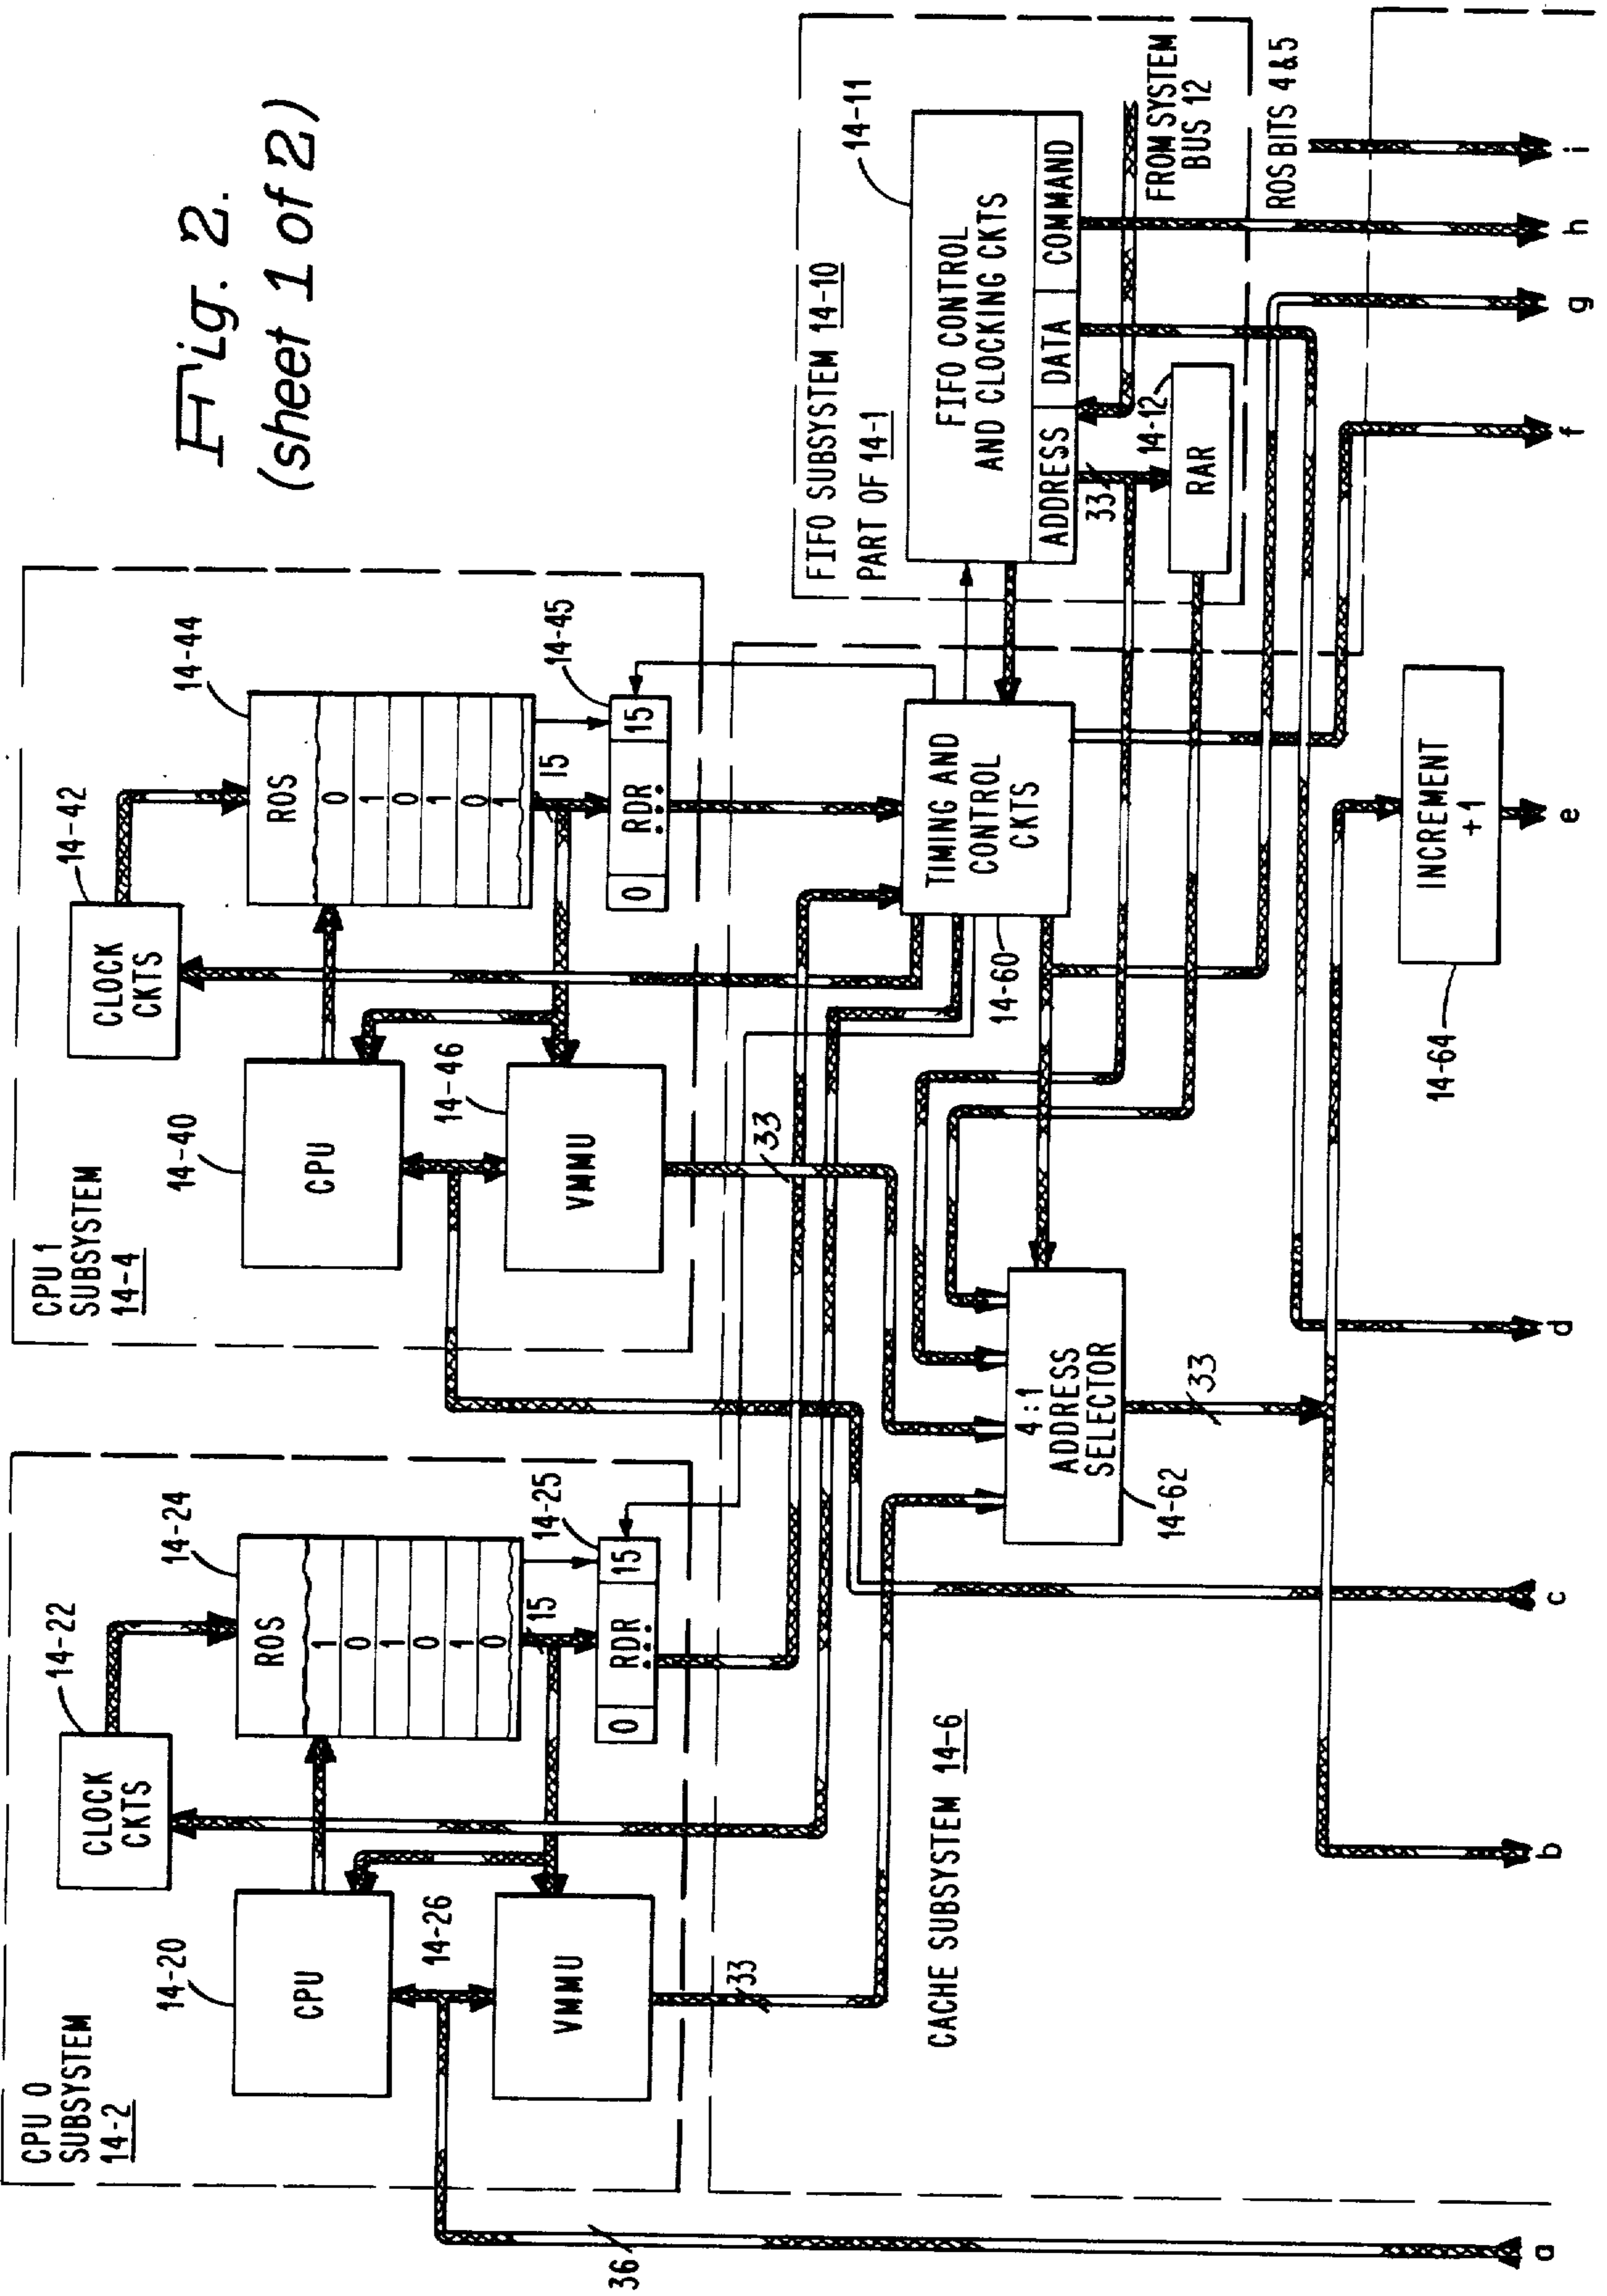 Fig. 2.
(sheet 1 of 2)
CPU 0
SUBSYSTEM
14-2
14-20
CPU
14-22
CLOCK
CKTS
14-24
ROS
1
0
1
0
1
0
15
14-25
0
RDR
15
14-26
VMMU
33
36
CPU 1
SUBSYSTEM
14-4
14-40
CPU
14-42
CLOCK
CKTS
14-44
ROS
0
1
0
1
0
1
15
14-45
0
RDR
15
14-46
VMMU
33
FIFO SUBSYSTEM 14-10
PART OF 14-1
14-11
FIFO CONTROL
AND CLOCKING CKTS
ADDRESS
DATA
COMMAND
33
14-12
RAR
FROM SYSTEM
BUS 12
ROS BITS 4 & 5
CACHE SUBSYSTEM 14-6
TIMING AND
CONTROL
CKTS
14-60
4:1
ADDRESS
SELECTOR
14-62
33
INCREMENT
+1
14-64
a
b
c
d
e
f
g
h
i